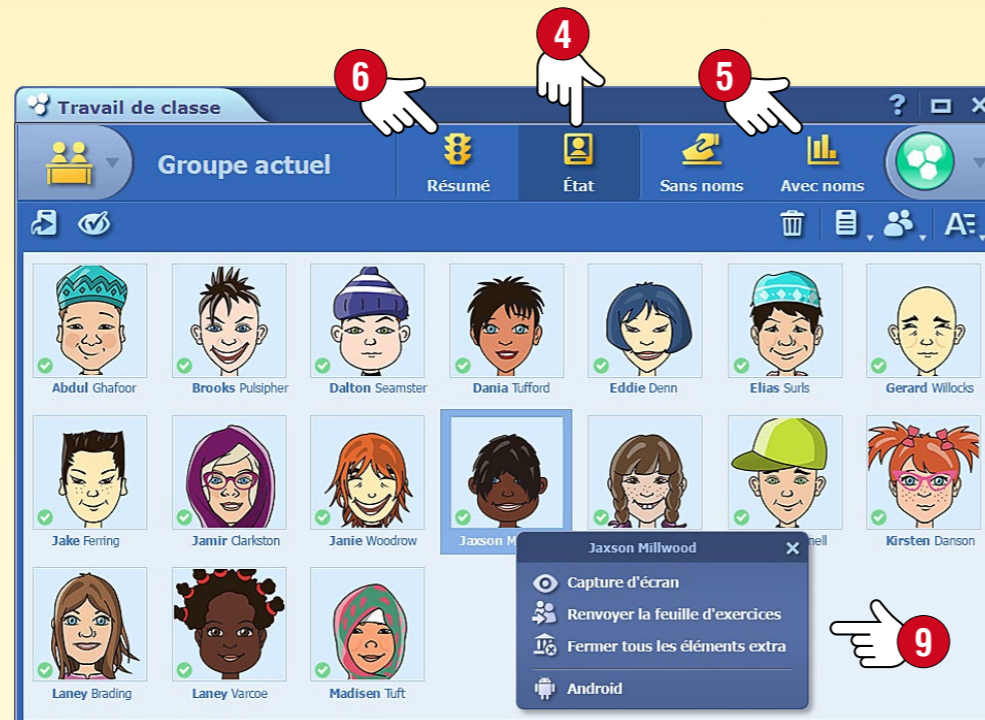 4
6
5
Travail de classe
?
Groupe actuel
Résumé
État
Sans noms
Avec noms
Abdul Ghafoor
Brooks Pulsipher
Dalton Seamster
Dania Tufford
Eddie Denn
Elias Surls
Gerard Willocks
Jake Ferring
Jamir Clarkston
Janie Woodrow
Jaxson M
nell
Kirsten Danson
Jaxson Millwood
Capture d'écran
Renvoyer la feuille d'exercices
Fermer tous les éléments extra
Android
9
Laney Brading
Laney Varcoe
Madisen Tuft